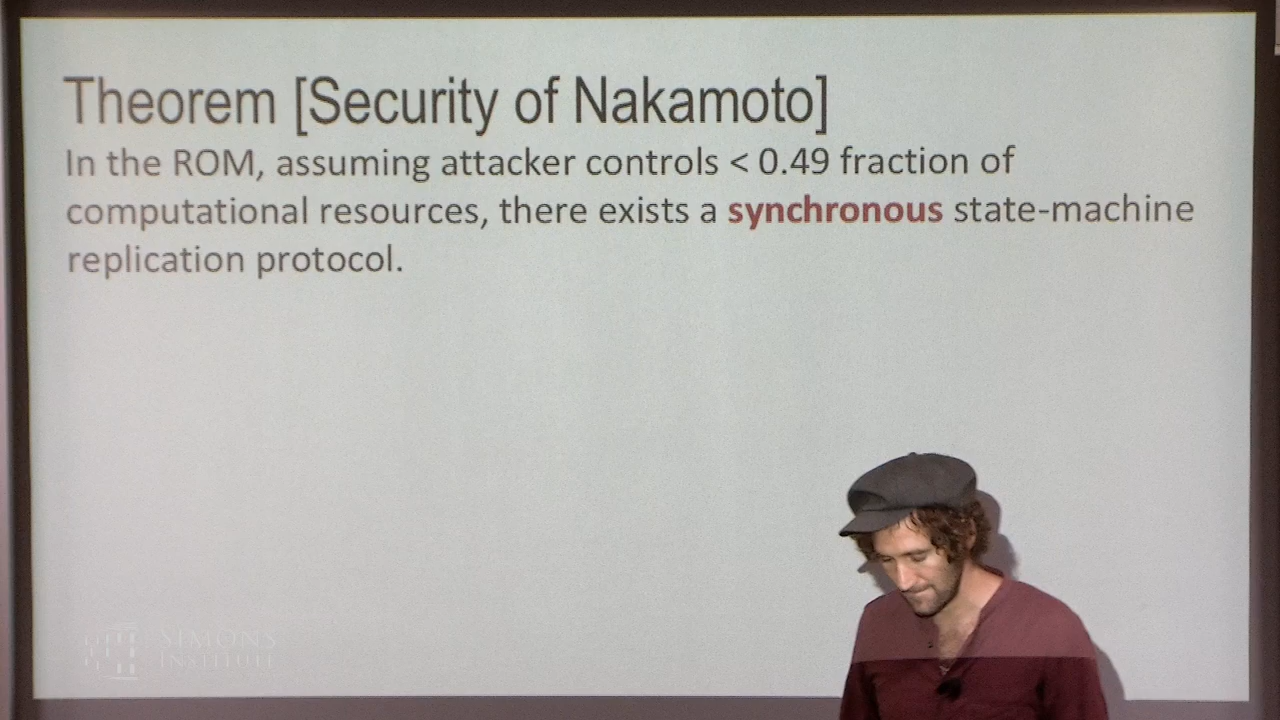 Theorem [Security of Nakamoto]
In the ROM, assuming attacker controls < 0.49 fraction of
computational resources, there exists a synchronous state-machine
replication protocol.
SIMONS
INSTITUTE